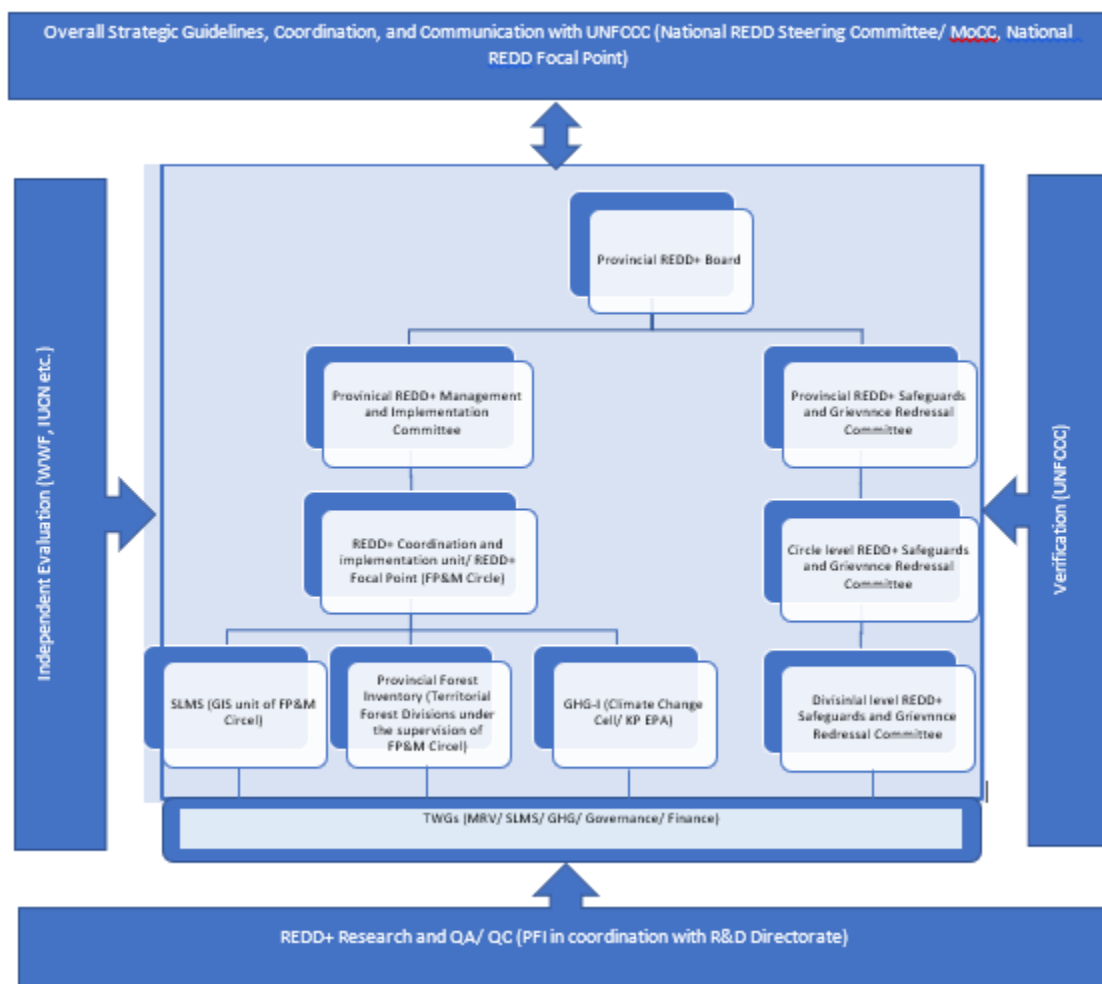 Overall Strategic Guidelines, Coordination, and Communication with UNFCCC (National REDD Steering Committee/ MoCC, National
REDD Focal Point)
Independent Evaluation (WWF, IUCN etc.)
Verification (UNFCCC)
Provincial REDD+ Board
Provinical REDD+ Management
and Implementation
Committee
Provincial REDD+ Safeguards
and Grievnnce Redressal
Committee
REDD+ Coordination and
implementation unit/ REDD+
Focal Point (FP&M Circle)
Circle level REDD+ Safeguards
and Grievnnce Redressal
Committee
SLMS (GIS unit of FP&M
Circel)
Provincial Forest
Inventory (Territorial
Forest Divisions under
the supervision of
FP&M Circel)
GHG-I (Climate Change
Cell/ KP EPA)
Divisinlal level REDD+
Safeguards and Grievnnce
Redressal Committee
TWGs (MRV/ SLMS/ GHG/ Governance/ Finance)
REDD+ Research and QA/ QC (PFI in coordination with R&D Directorate)